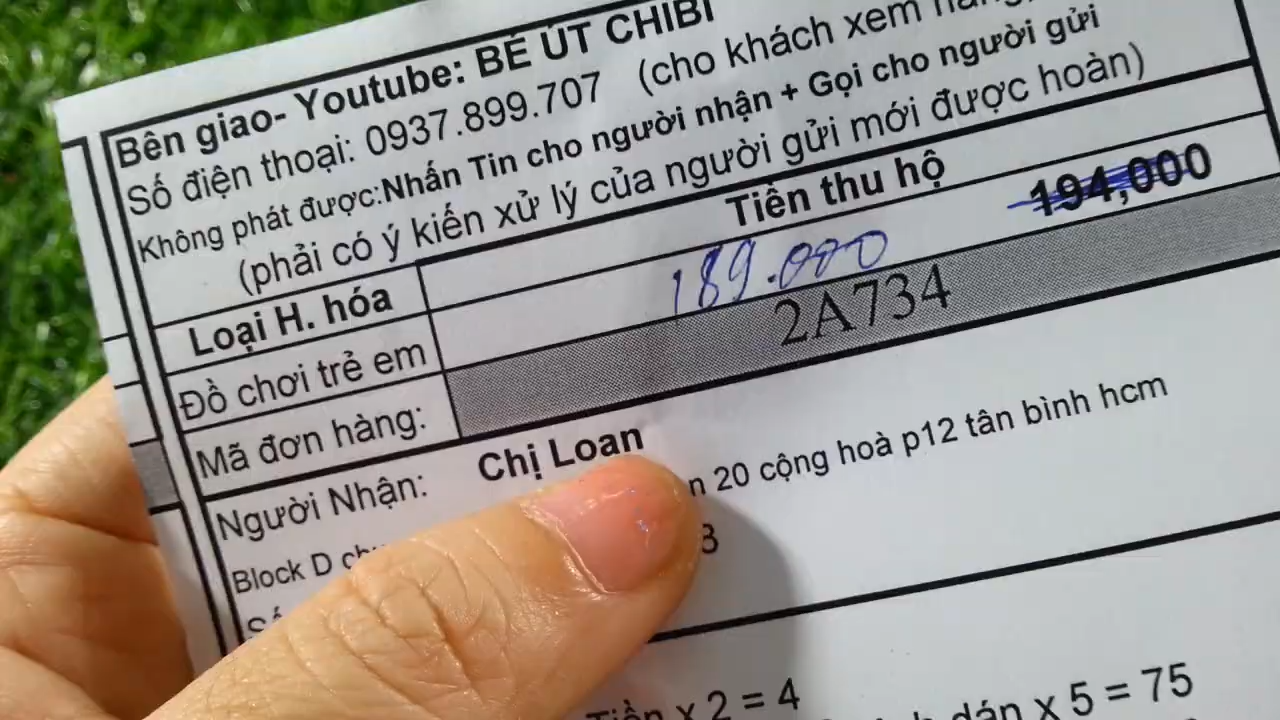 Bên giao- Youtube: BÉ ÚT CHIBI
Số điện thoại: 0937.899.707 (cho khách xem hàng,
Không phát được:Nhấn Tin cho người nhận + Gọi cho người gửi
(phải có ý kiến xử lý của người gửi mới được hoàn)
Loại H. hóa Tiền thu hộ
Đồ chơi trẻ em 189.000 194,000
Mã đơn hàng: 2A734
Người Nhận: Chị Loan
Block D 20 cộng hoà p12 tân bình hcm
Số
Tiền x 2 = 4
dán x 5 = 75